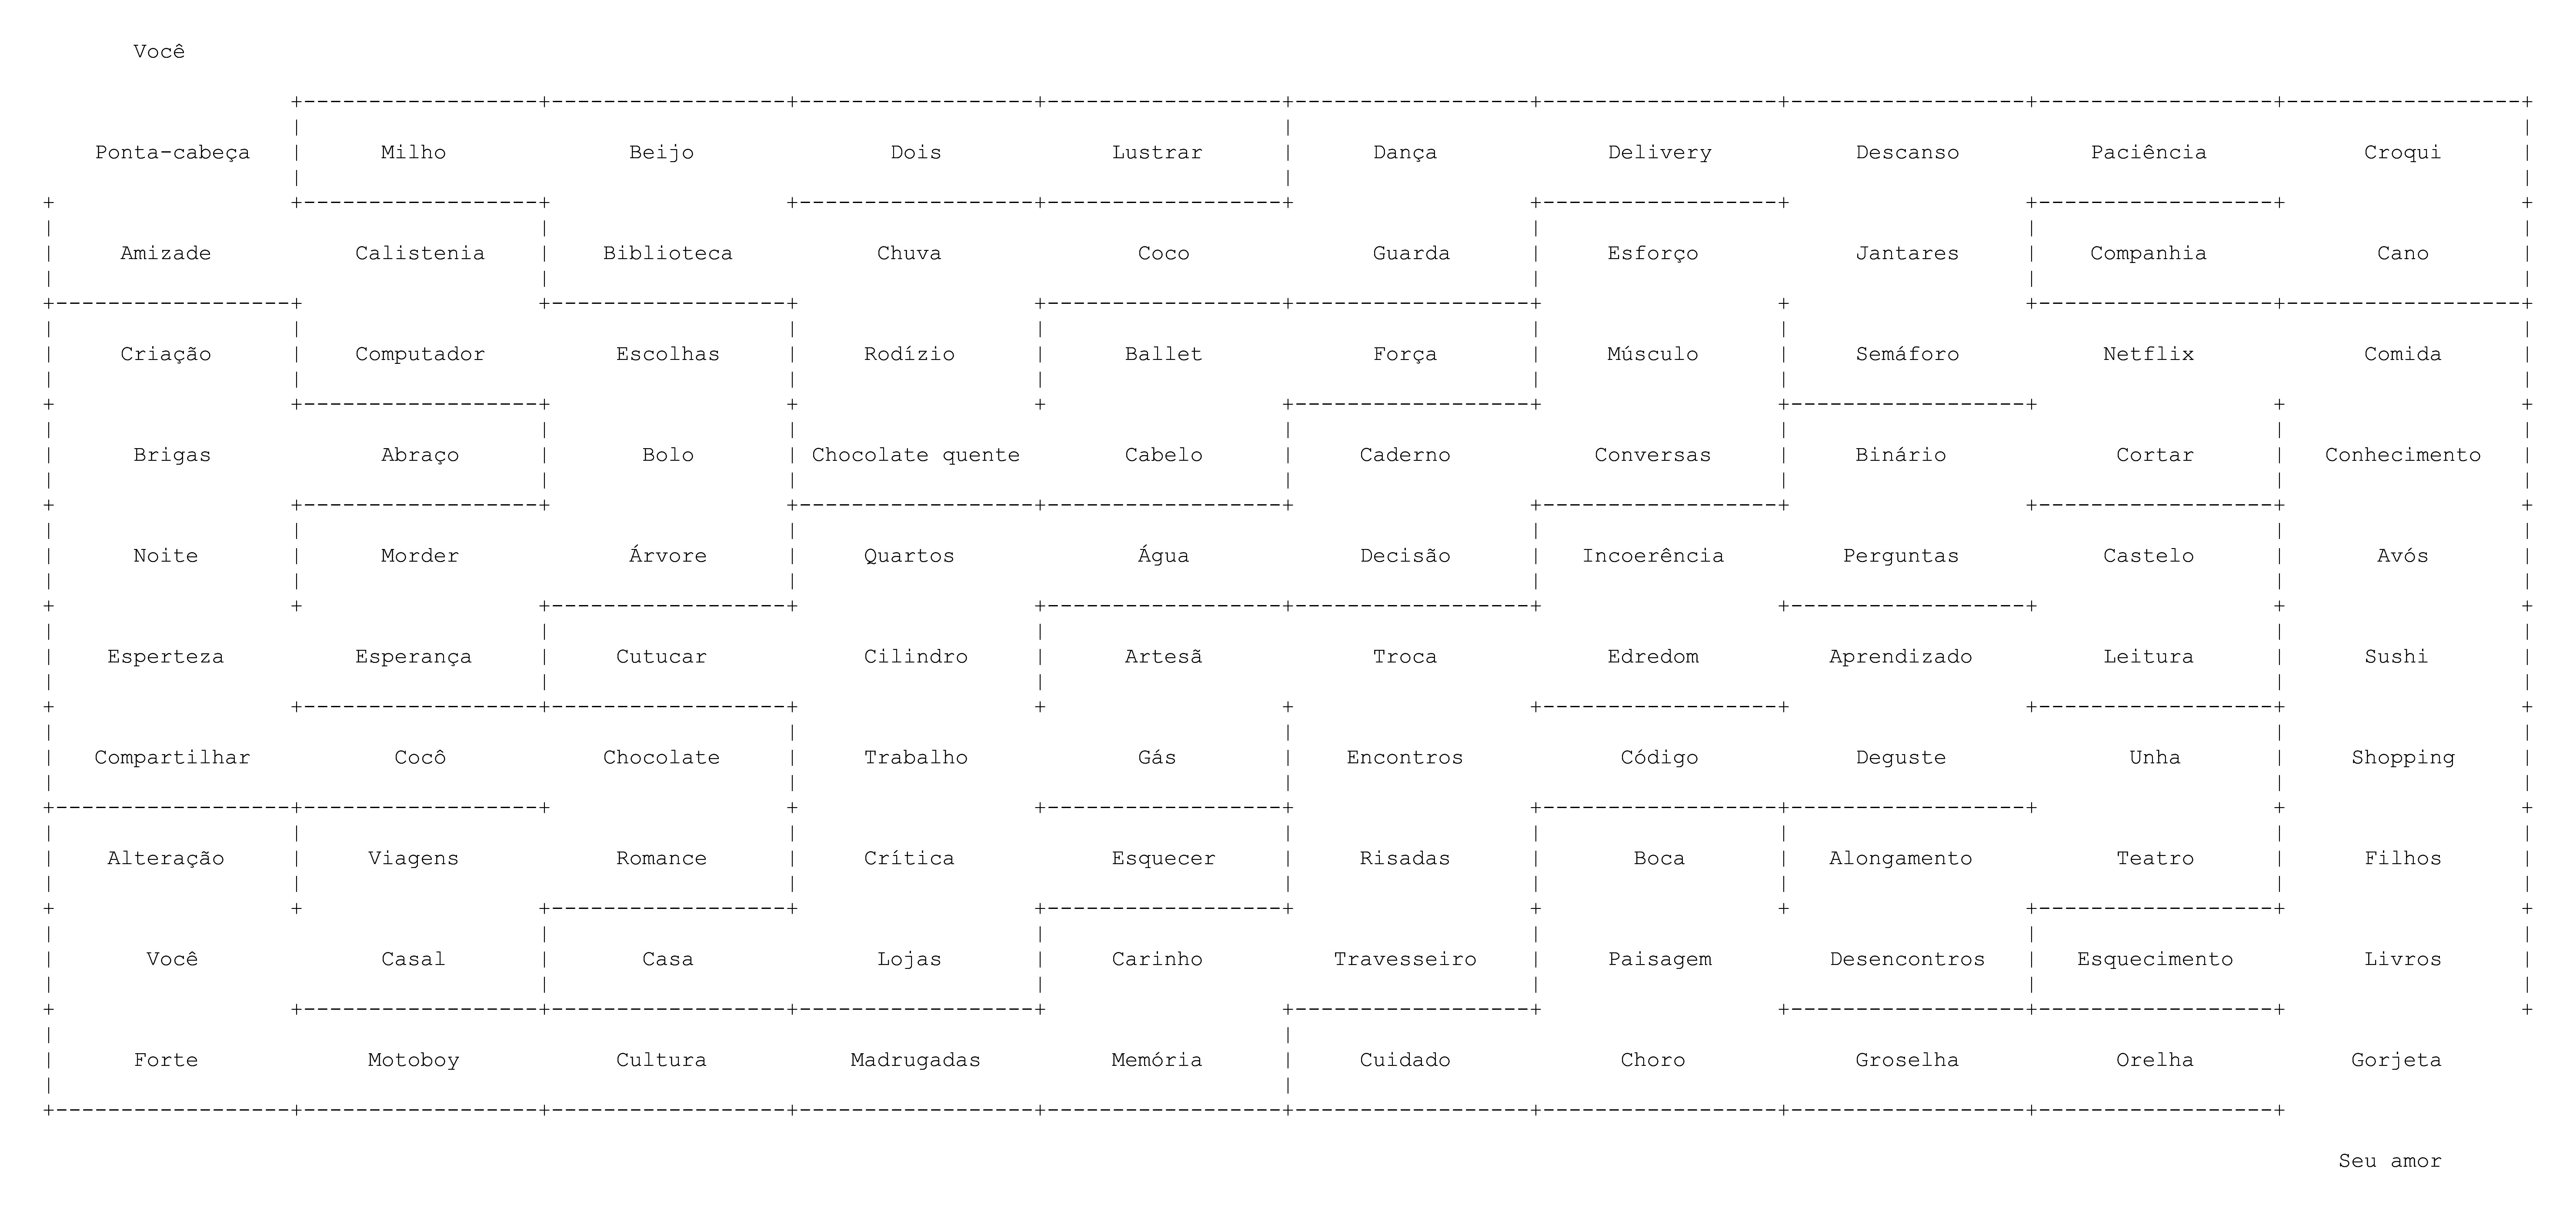 Você
Ponta-cabeça Milho Beijo Dois Lustrar Dança Delivery Descanso Paciência Croqui
Amizade Calistenia Biblioteca Chuva Coco Guarda Esforço Jantares Companhia Cano
Criação Computador Escolhas Rodízio Ballet Força Músculo Semáforo Netflix Comida
Brigas Abraço Bolo Chocolate quente Cabelo Caderno Conversas Binário Cortar Conhecimento
Noite Morder Árvore Quartos Água Decisão Incoerência Perguntas Castelo Avós
Esperteza Esperança Cutucar Cilindro Artesã Troca Edredom Aprendizado Leitura Sushi
Compartilhar Cocô Chocolate Trabalho Gás Encontros Código Deguste Unha Shopping
Alteração Viagens Romance Crítica Esquecer Risadas Boca Alongamento Teatro Filhos
Você Casal Casa Lojas Carinho Travesseiro Paisagem Desencontros Esquecimento Livros
Forte Motoboy Cultura Madrugadas Memória Cuidado Choro Groselha Orelha Gorjeta
Seu amor